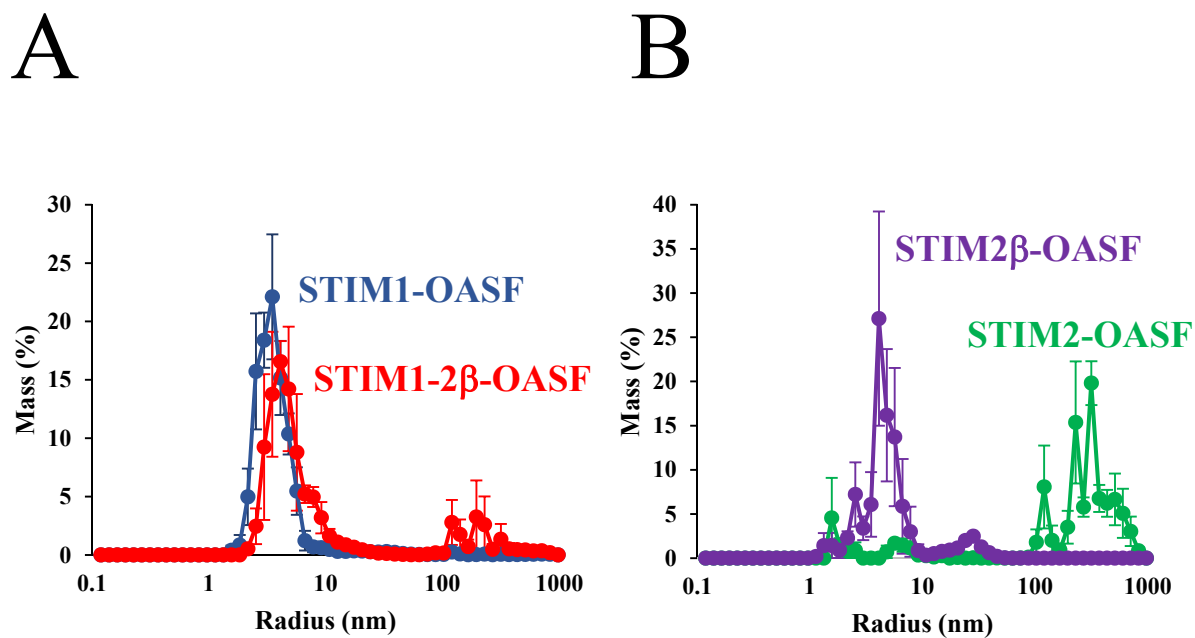 A
B
30
25
20
15
10
5
0
Mass (%)
STIM1-OASF
STIM1-2β-OASF
0.1 1 10 100 1000
Radius (nm)
40
35
30
25
20
15
10
5
0
Mass (%)
STIM2β-OASF
STIM2-OASF
0.1 1 10 100 1000
Radius (nm)